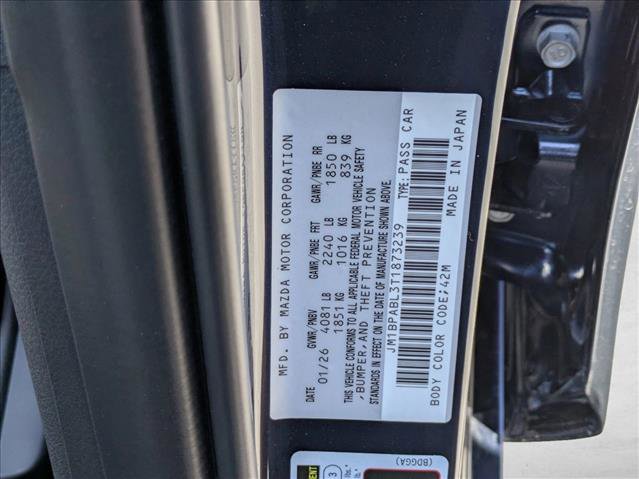 MFD. BY MAZDA MOTOR CORPORATION
DATE GVWR/PNBV GAWR/PNBE FRT GAWR/PNBE RR
01/26 4081 LB 2240 LB 1850 LB
1851 KG 1016 KG 839 KG
THIS VEHICLE CONFORMS TO ALL APPLICABLE FEDERAL MOTOR VEHICLE SAFETY
,BUMPER,AND THEFT PREVENTION
STANDARDS IN EFFECT ON THE DATE OF MANUFACTURE SHOWN ABOVE.
JM1BPABL3T1873239 TYPE: PASS CAR
BODY COLOR CODE:42M MADE IN JAPAN
(BDGGA)
3